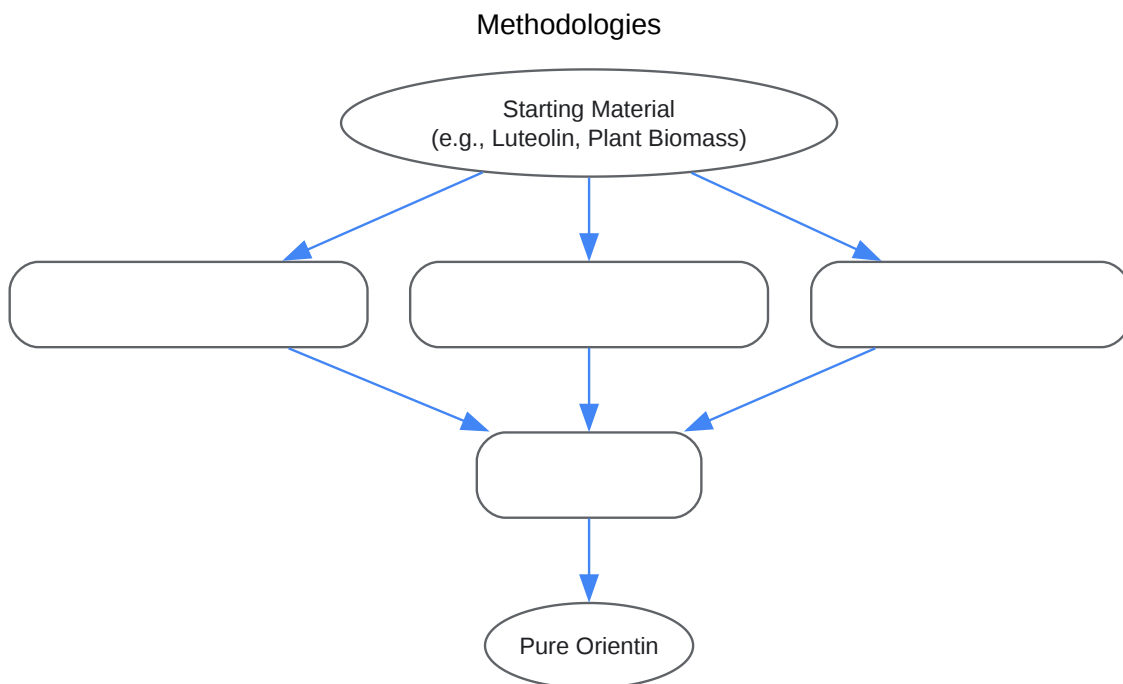 Methodologies
Starting Material
(e.g., Luteolin, Plant Biomass)
Pure Orientin